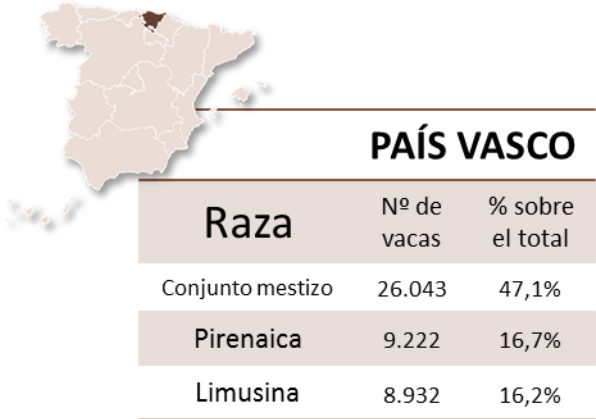 PAÍS VASCO
Raza Nº de vacas % sobre el total
Conjunto mestizo 26.043 47,1%
Pirenaica 9.222 16,7%
Limusina 8.932 16,2%